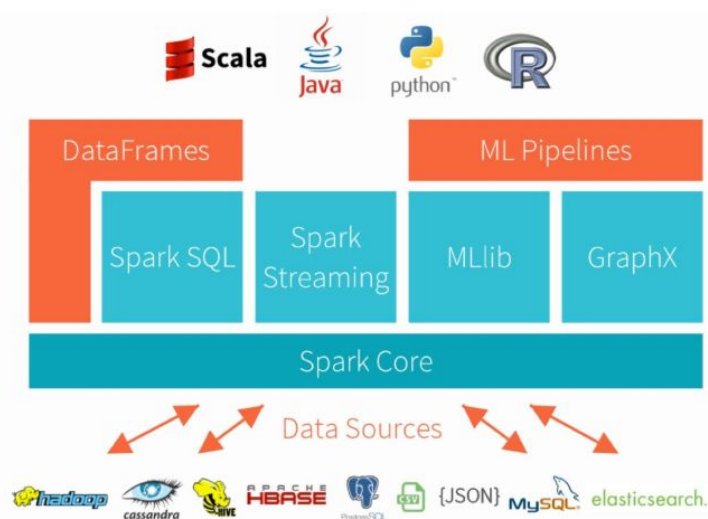 Scala
Java
python
R
DataFrames
ML Pipelines
Spark SQL
Spark
Streaming
MLlib
GraphX
Spark Core
Data Sources
hadoop
cassandra
HIVE
APACHE
HBASE
PostgreSQL
CSV
{JSON}
MySQL
elasticsearch.